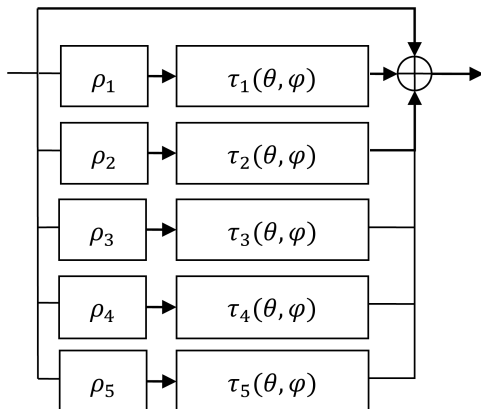 ρ₁ τ₁(θ,φ)
ρ₂ τ₂(θ,φ)
ρ₃ τ₃(θ,φ)
ρ₄ τ₄(θ,φ)
ρ₅ τ₅(θ,φ)